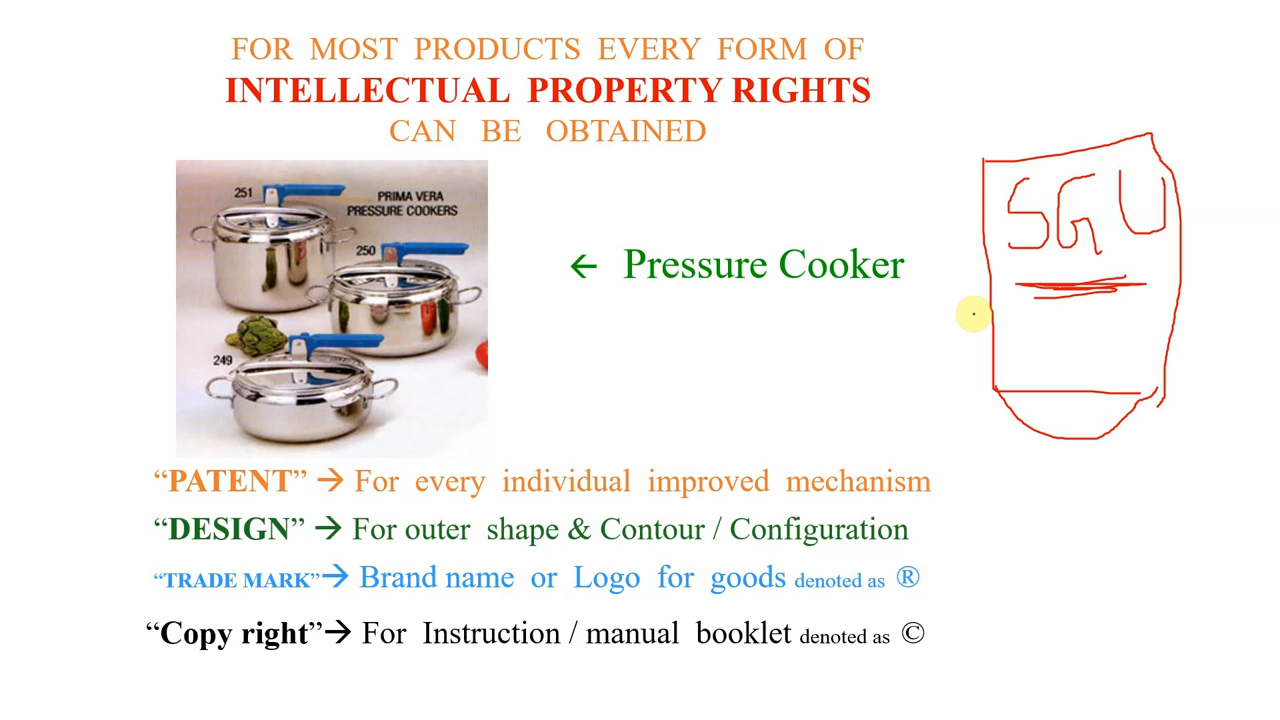 FOR MOST PRODUCTS EVERY FORM OF
INTELLECTUAL PROPERTY RIGHTS
CAN BE OBTAINED
251
PRIMA VERA
PRESSURE COOKERS
250
249
← Pressure Cooker
SGU
“PATENT” → For every individual improved mechanism
“DESIGN” → For outer shape & Contour / Configuration
“TRADE MARK”→ Brand name or Logo for goods denoted as ®
“Copy right”→ For Instruction / manual booklet denoted as ©